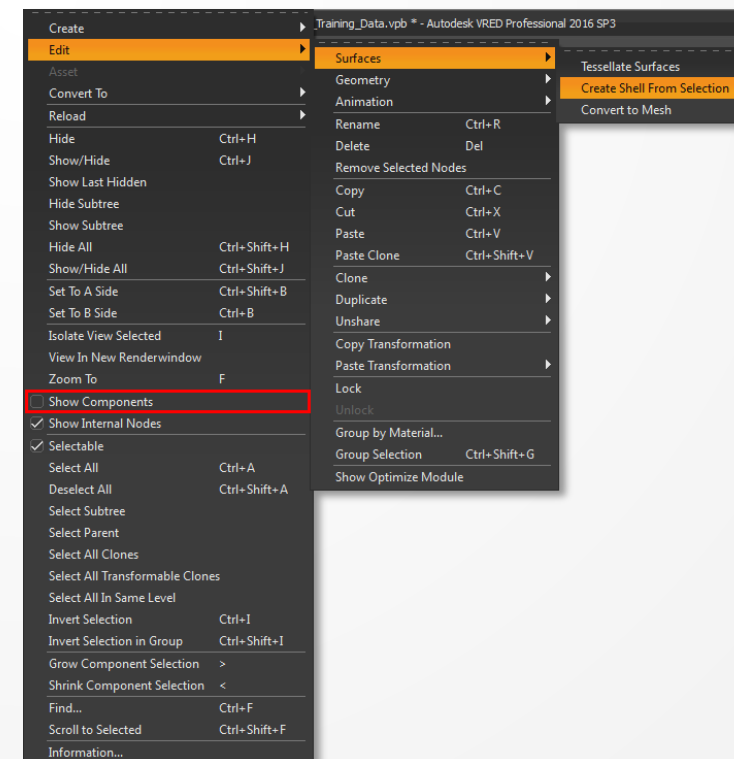 _Training_Data.vpb * - Autodesk VRED Professional 2016 SP3
Create
Edit
Asset
Convert To
Reload
Hide Ctrl+H
Show/Hide Ctrl+J
Show Last Hidden
Hide Subtree
Show Subtree
Hide All Ctrl+Shift+H
Show/Hide All Ctrl+Shift+J
Set To A Side Ctrl+Shift+B
Set To B Side Ctrl+B
Isolate View Selected I
View In New Renderwindow
Zoom To F
Show Components
Show Internal Nodes
Selectable
Select All Ctrl+A
Deselect All Ctrl+Shift+A
Select Subtree
Select Parent
Select All Clones
Select All Transformable Clones
Select All In Same Level
Invert Selection Ctrl+I
Invert Selection in Group Ctrl+Shift+I
Grow Component Selection >
Shrink Component Selection <
Find... Ctrl+F
Scroll to Selected Ctrl+Shift+F
Information...
Surfaces
Geometry
Animation
Rename Ctrl+R
Delete Del
Remove Selected Nodes
Copy Ctrl+C
Cut Ctrl+X
Paste Ctrl+V
Paste Clone Ctrl+Shift+V
Clone
Duplicate
Unshare
Copy Transformation
Paste Transformation
Lock
Unlock
Group by Material...
Group Selection Ctrl+Shift+G
Show Optimize Module
Tessellate Surfaces
Create Shell From Selection
Convert to Mesh